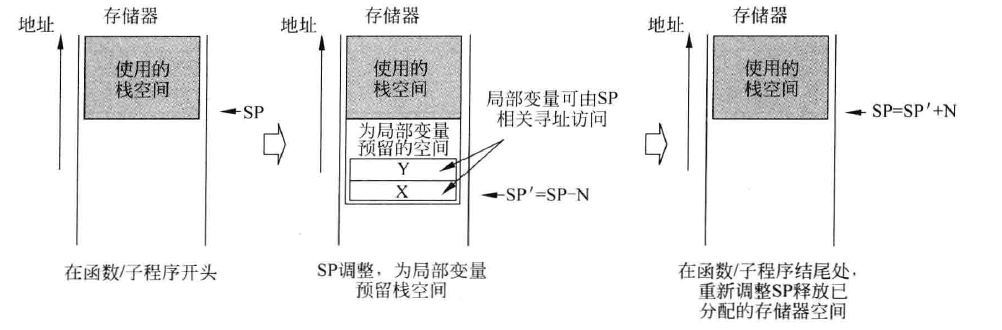 存储器
地址
使用的
栈空间
SP
在函数/子程序开头
存储器
地址
使用的
栈空间
为局部变量
预留的空间
Y
X
局部变量可由SP
相关寻址访问
SP′=SP-N
SP调整，为局部变量
预留栈空间
存储器
地址
使用的
栈空间
SP=SP′+N
在函数/子程序结尾处，
重新调整SP释放已
分配的存储器空间